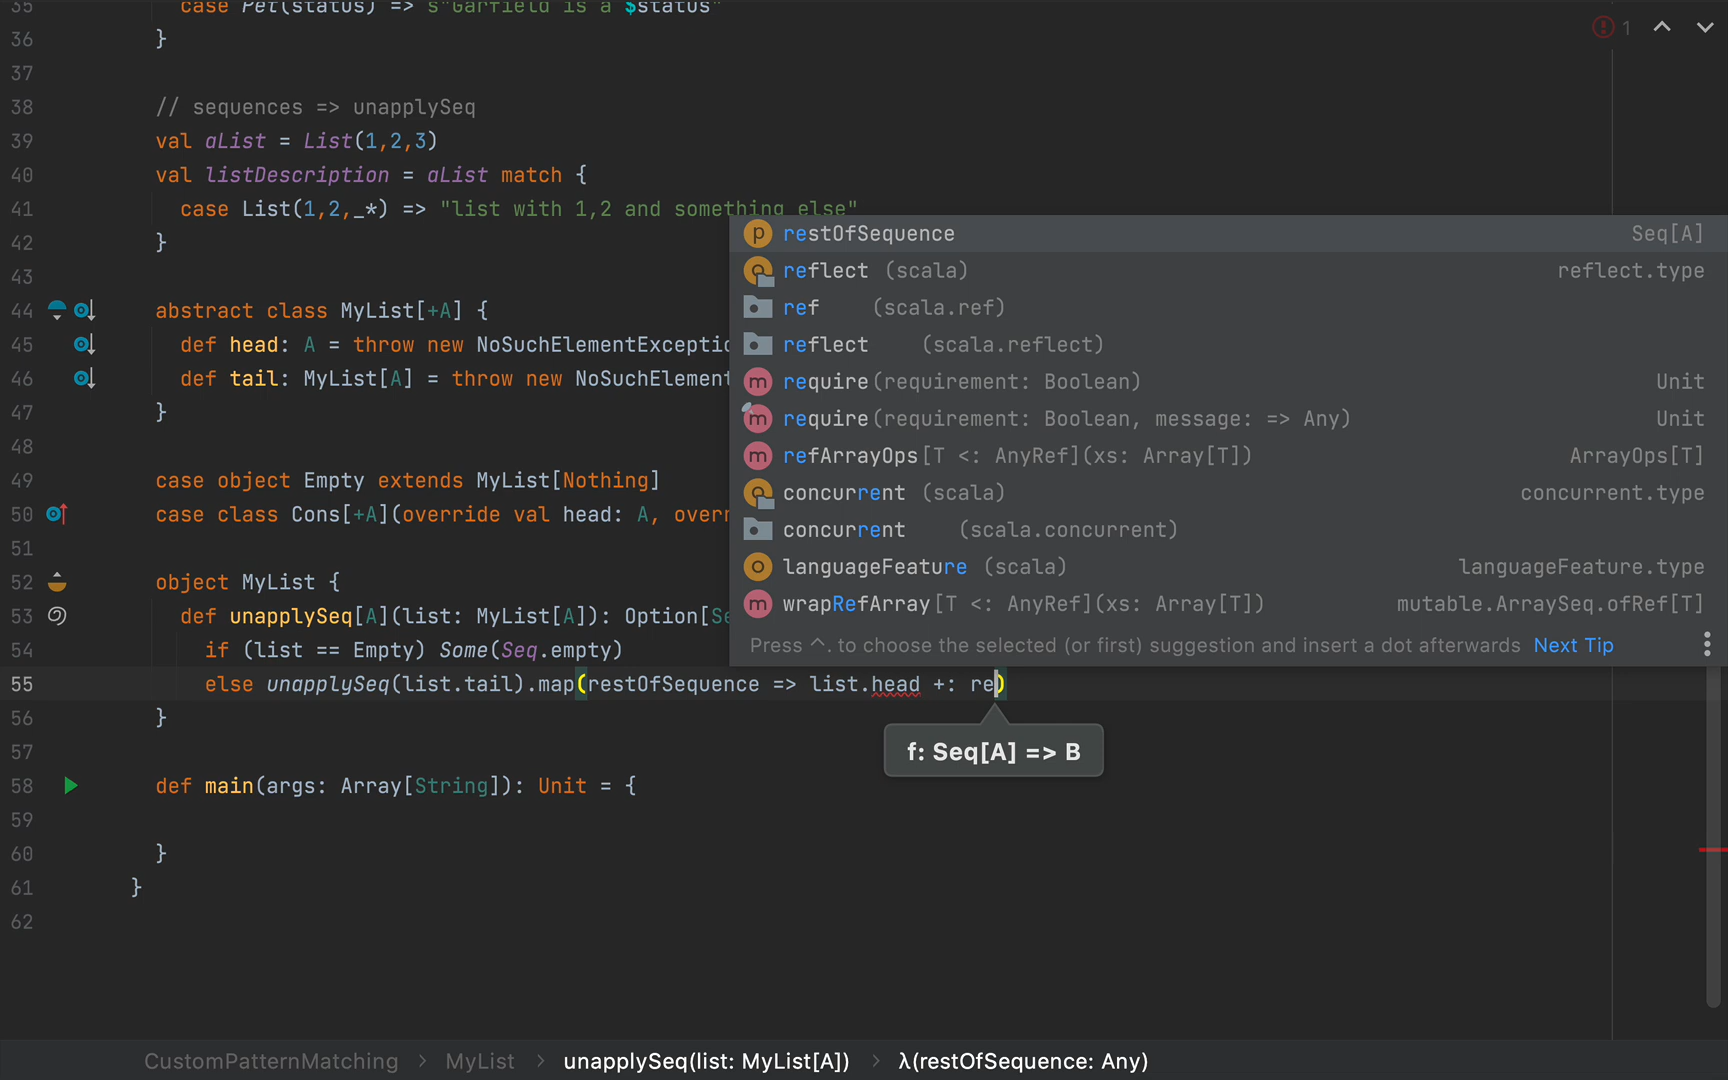 35 case Pet(status) => s"Garfield is a $status"
36 }
1
37
38 // sequences => unapplySeq
39 val aList = List(1,2,3)
40 val listDescription = aList match {
41 case List(1,2,_*) => "list with 1,2 and something else"
42 }
43
44 abstract class MyList[+A] {
45 def head: A = throw new NoSuchElementExceptio
46 def tail: MyList[A] = throw new NoSuchElement
47 }
48
49 case object Empty extends MyList[Nothing]
50 case class Cons[+A](override val head: A, overr
51
52 object MyList {
53 def unapplySeq[A](list: MyList[A]): Option[Se
54 if (list == Empty) Some(Seq.empty)
55 else unapplySeq(list.tail).map(restOfSequence => list.head +: re)
56 }
57
58 def main(args: Array[String]): Unit = {
59
60 }
61 }
62
p restOfSequence Seq[A]
reflect (scala) reflect.type
ref (scala.ref)
reflect (scala.reflect)
m require(requirement: Boolean) Unit
m require(requirement: Boolean, message: => Any) Unit
m refArrayOps[T <: AnyRef](xs: Array[T]) ArrayOps[T]
concurrent (scala) concurrent.type
concurrent (scala.concurrent)
O languageFeature (scala) languageFeature.type
m wrapRefArray[T <: AnyRef](xs: Array[T]) mutable.ArraySeq.ofRef[T]
Press ^. to choose the selected (or first) suggestion and insert a dot afterwards Next Tip
f: Seq[A] => B
CustomPatternMatching > MyList > unapplySeq(list: MyList[A]) > λ(restOfSequence: Any)